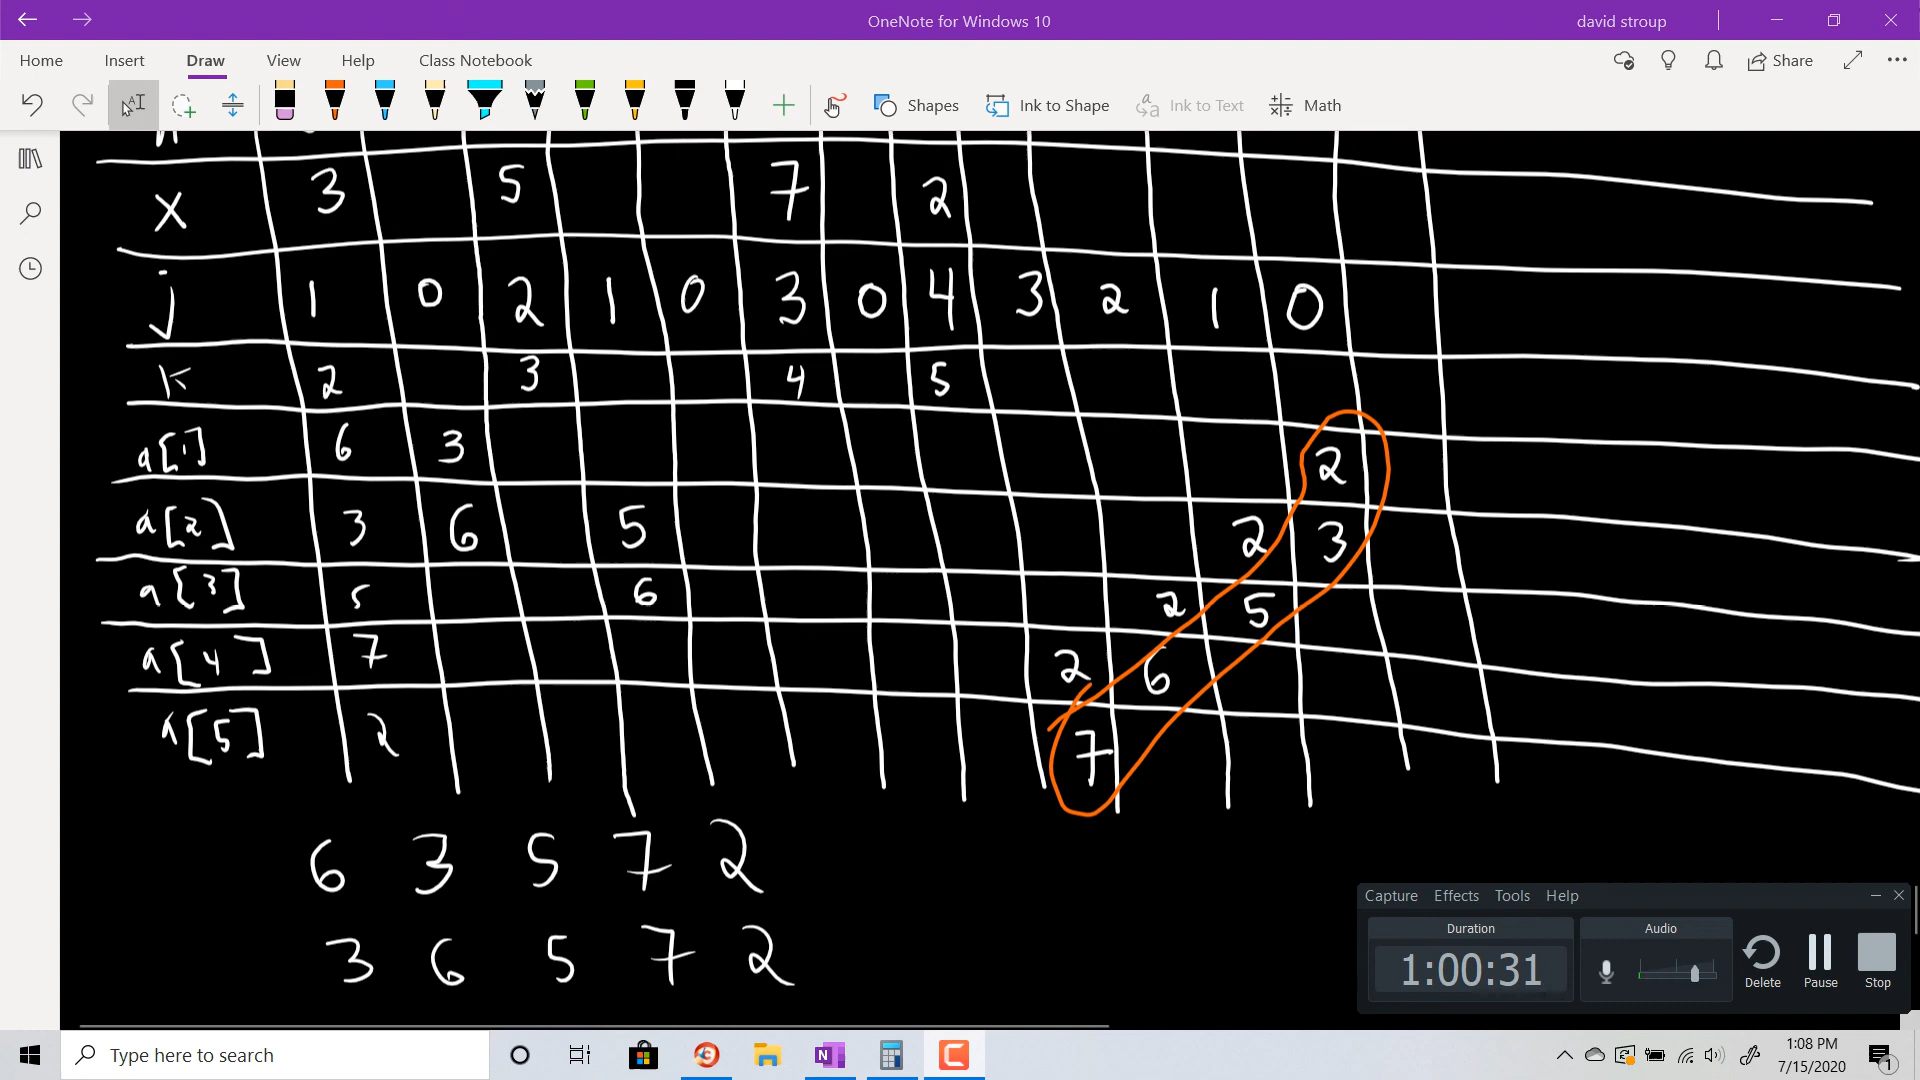 OneNote for Windows 10 david stroup
Home Insert Draw View Help Class Notebook Share
Shapes Ink to Shape Ink to Text Math
x 3 5 7 2
j 1 0 2 1 0 3 0 4 3 2 1 0
k 2 3 4 5
a[1] 6 3 2
a[2] 3 6 5 2 3
a[3] 5 6 2 5
a[4] 7 2 6
a[5] 2 7
6 3 5 7 2
3 6 5 7 2
Capture Effects Tools Help
Duration Audio
1:00:31
Delete Pause Stop
Type here to search
1:08 PM
7/15/2020
1